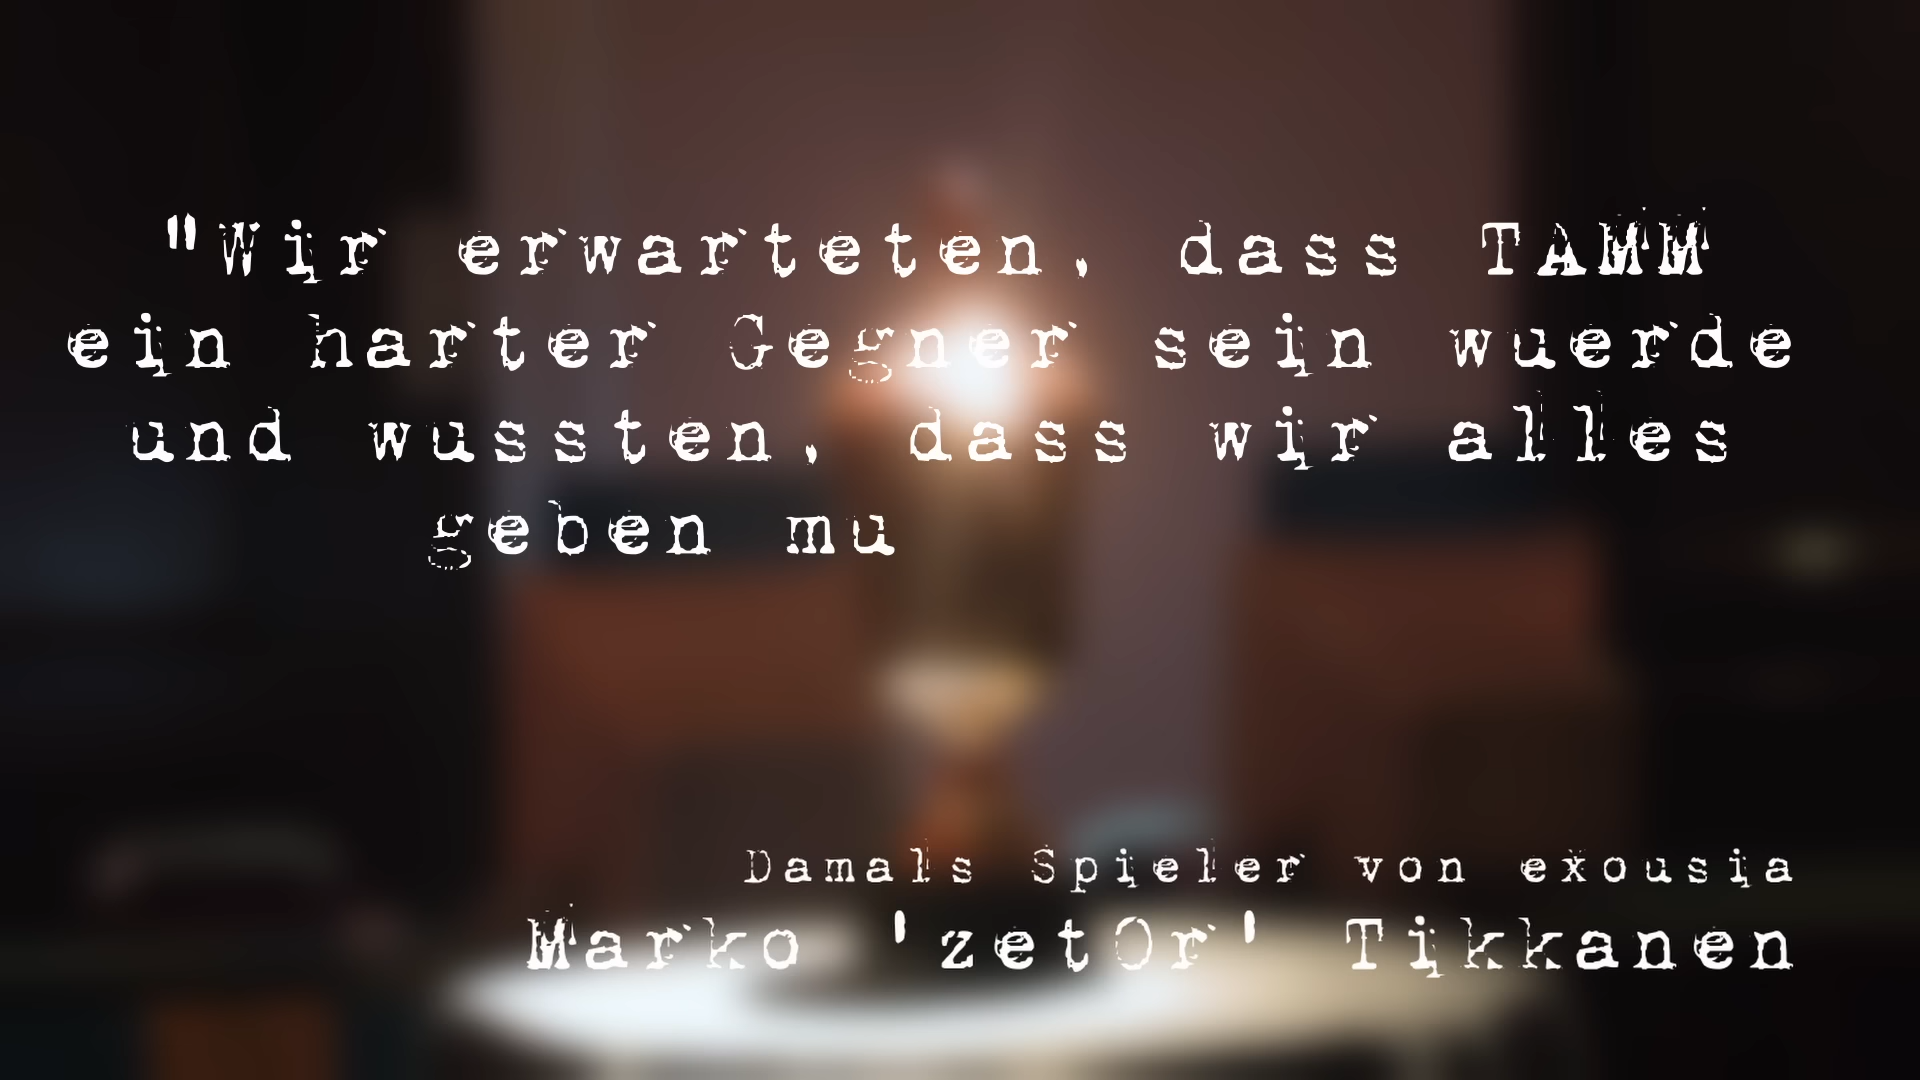 "Wir erwarteten, dass TAMM
ein harter Gegner sein wuerde
und wussten, dass wir alles
geben mu
Damals Spieler von exousia
Marko 'zetOr' Tikkanen